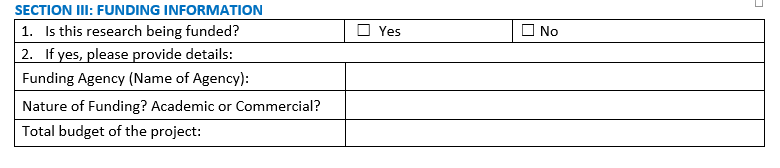 SECTION III: FUNDING INFORMATION
1. Is this research being funded? ☐ Yes ☐ No
2. If yes, please provide details:
Funding Agency (Name of Agency):
Nature of Funding? Academic or Commercial?
Total budget of the project: